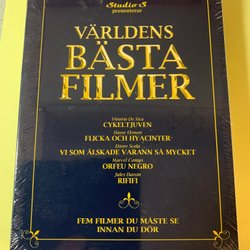 Studio S
presenterar
VÄRLDENS
BÄSTA
FILMER
Vittorio De Sica
CYKELTJUVEN
Hasse Ekman
FLICKA OCH HYACINTER
Ettore Scola
VI SOM ÄLSKADE VARANN SÅ MYCKET
Marcel Camus
ORFEU NEGRO
Jules Dassin
RIFIFI
FEM FILMER DU MÅSTE SE
INNAN DU DÖR